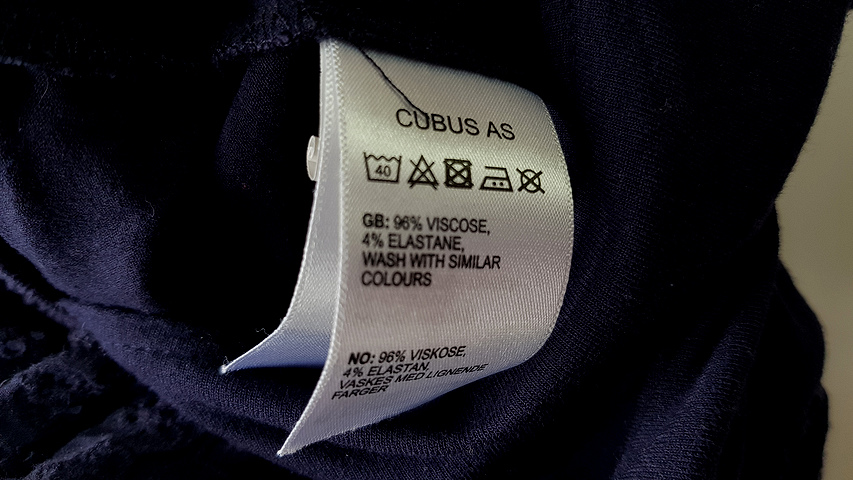 CUBUS AS
40
GB: 96% VISCOSE,
4% ELASTANE,
WASH WITH SIMILAR
COLOURS
NO: 96% VISKOSE,
4% ELASTAN,
VASKES MED LIGNENDE
FARGER